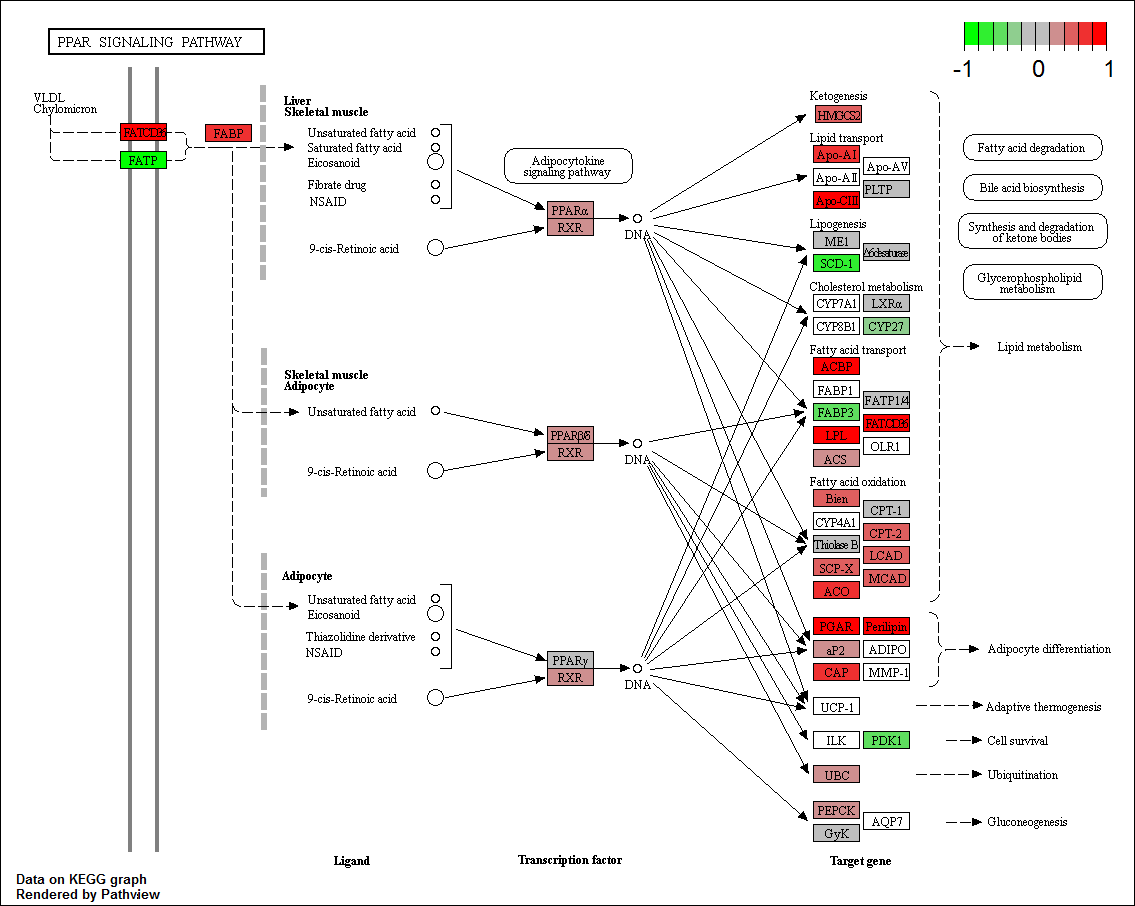 PPAR SIGNALING PATHWAY
-1 0 1
VLDL
Chylomicron
FATCD36
FATP
FABP
Liver
Skeletal muscle
Unsaturated fatty acid
Saturated fatty acid
Eicosanoid
Fibrate drug
NSAID
9-cis-Retinoic acid
Adipocytokine
signaling pathway
PPARα
RXR
DNA
Skeletal muscle
Adipocyte
Unsaturated fatty acid
9-cis-Retinoic acid
PPARβ/δ
RXR
DNA
Adipocyte
Unsaturated fatty acid
Eicosanoid
Thiazolidine derivative
NSAID
9-cis-Retinoic acid
PPARγ
RXR
DNA
Ketogenesis
HMGCS2
Lipid transport
Apo-AI
Apo-AII
Apo-AV
PLTP
Apo-CIII
Lipogenesis
ME1
SCD-1
Cholesterol metabolism
CYP7A1
LXRα
CYP8B1
CYP27
Fatty acid transport
ACBP
FABP1
FATP1/4
FABP3
FATCD36
LPL
OLR1
ACS
Fatty acid oxidation
Bien
CPT-1
CYP4A1
CPT-2
Thiolase B
LCAD
SCP-X
MCAD
ACO
PGAR
Perilipin
aP2
ADIPO
CAP
MMP-1
UCP-1
ILK
PDK1
UBC
PEPCK
AQP7
GyK
Fatty acid degradation
Bile acid biosynthesis
Synthesis and degradation
of ketone bodies
Glycerophospholipid
metabolism
Lipid metabolism
Adipocyte differentiation
Adaptive thermogenesis
Cell survival
Ubiquitination
Gluconeogenesis
Ligand
Transcription factor
Target gene
Data on KEGG graph
Rendered by Pathview